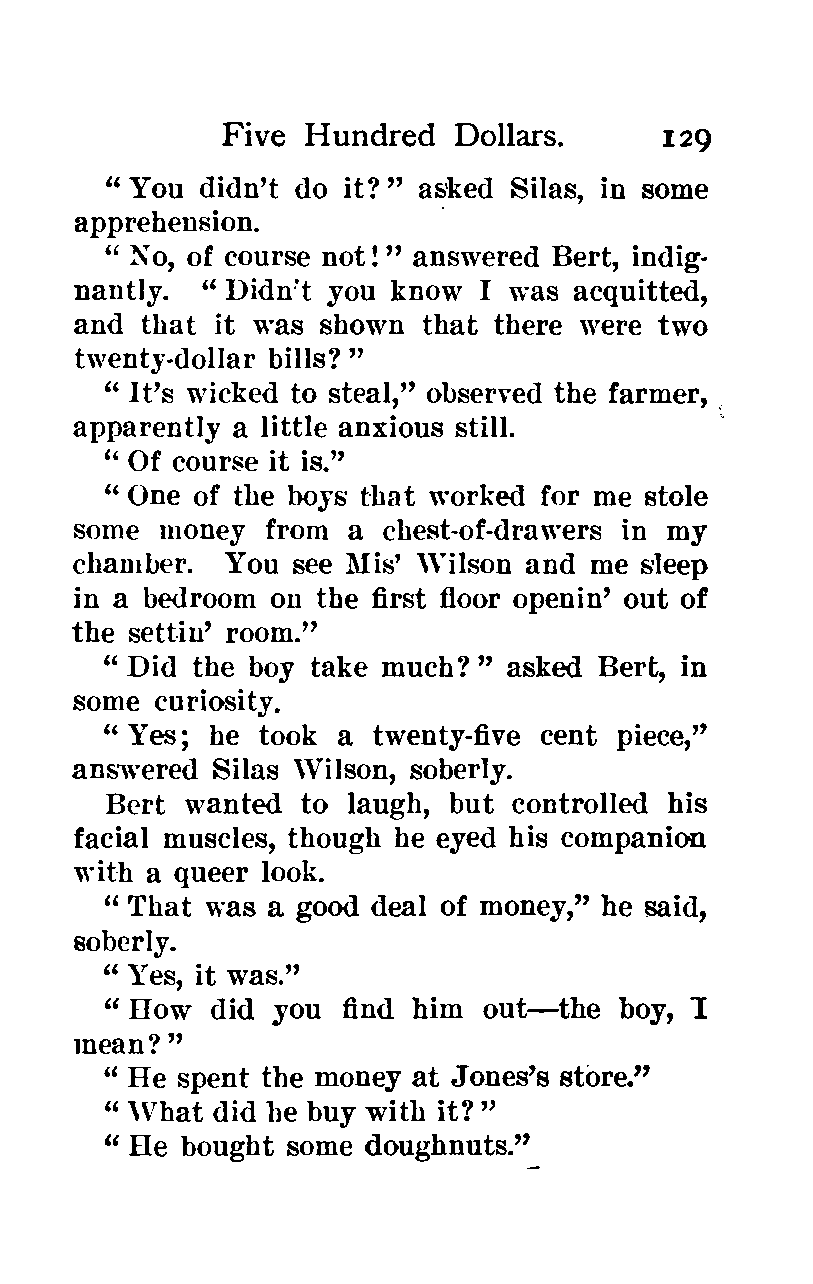 Five Hundred Dollars. 129
“ You didn’t do it? ” asked Silas, in some
apprehension.
“ No, of course not! ” answered Bert, indig-
nantly. “ Didn’t you know I was acquitted,
and that it was shown that there were two
twenty-dollar bills? ”
“ It’s wicked to steal,” observed the farmer,
apparently a little anxious still.
“ Of course it is.”
“ One of the boys that worked for me stole
some money from a chest-of-drawers in my
chamber. You see Mis’ Wilson and me sleep
in a bedroom on the first floor openin’ out of
the settin’ room.”
“ Did the boy take much? ” asked Bert, in
some curiosity.
“ Yes; he took a twenty-five cent piece,”
answered Silas Wilson, soberly.
Bert wanted to laugh, but controlled his
facial muscles, though he eyed his companion
with a queer look.
“ That was a good deal of money,” he said,
soberly.
“ Yes, it was.”
“ How did you find him out—the boy, I
mean? ”
“ He spent the money at Jones’s store.”
“ What did he buy with it? ”
“ He bought some doughnuts.”